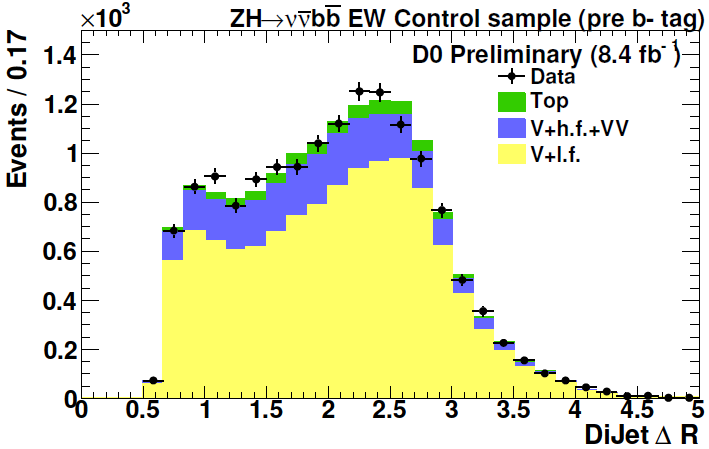 ×10³ ZH→νν̅bb̅ EW Control sample (pre b- tag)
D0 Preliminary (8.4 fb⁻¹)
Data
Top
V+h.f.+VV
V+l.f.
Events / 0.17
1.4
1.2
1
0.8
0.6
0.4
0.2
0
0 0.5 1 1.5 2 2.5 3 3.5 4 4.5 5
DiJet Δ R